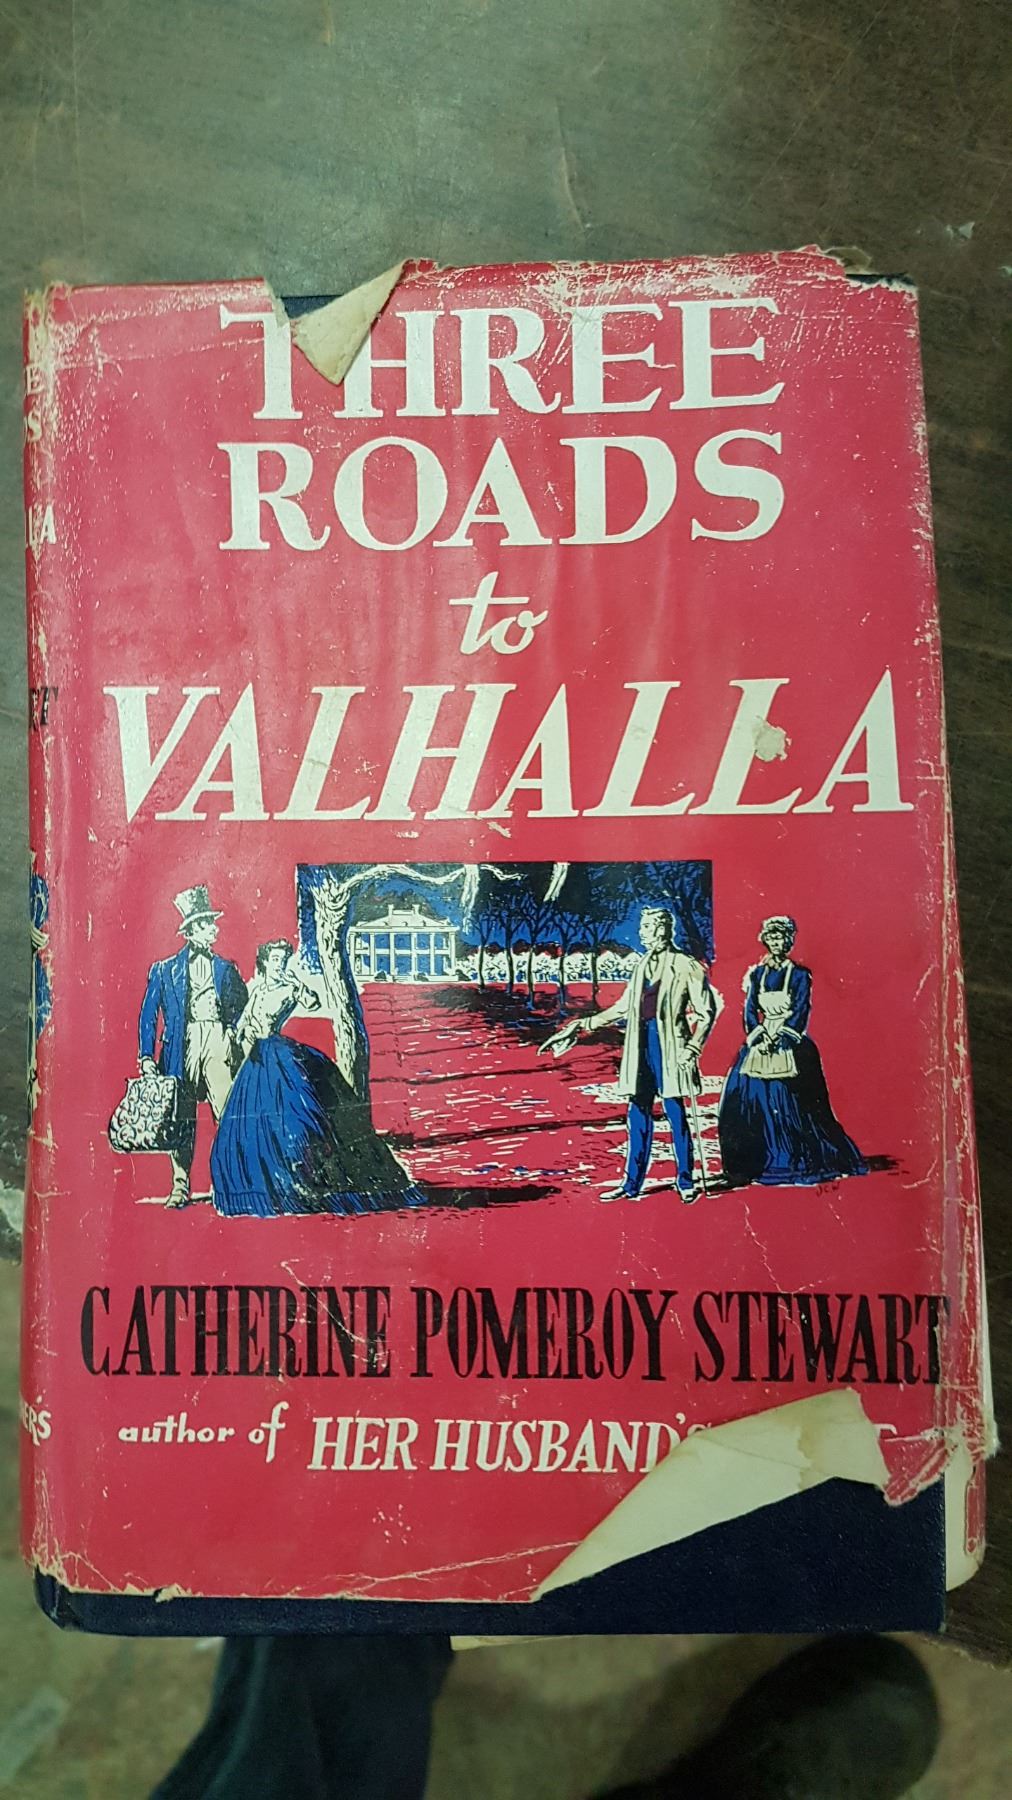 THREE
ROADS
to
VALHALLA
CATHERINE POMEROY STEWART
author of HER HUSBAND'S